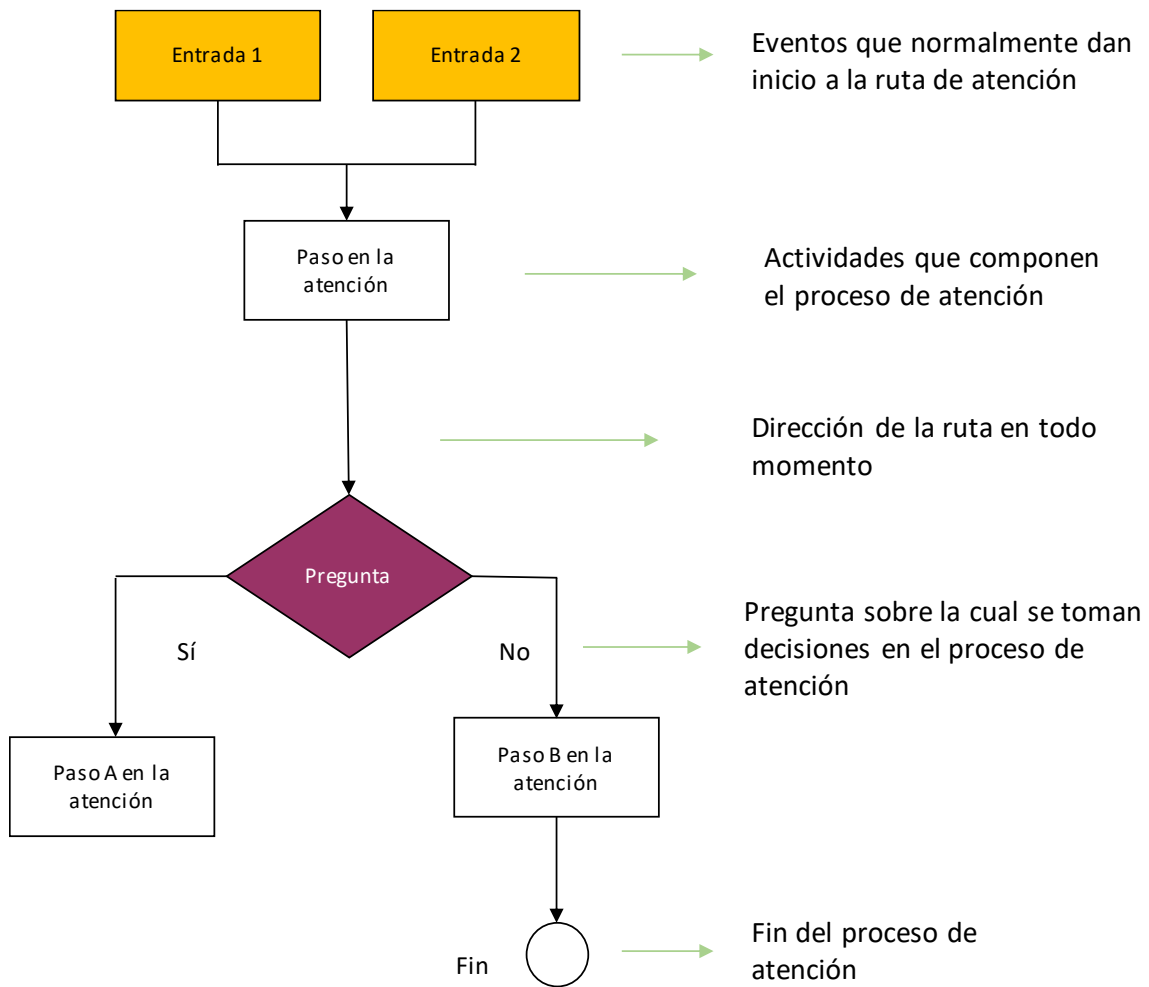 Entrada 1
Entrada 2
Eventos que normalmente dan
inicio a la ruta de atención
Paso en la
atención
Actividades que componen
el proceso de atención
Dirección de la ruta en todo
momento
Pregunta
Sí
No
Pregunta sobre la cual se toman
decisiones en el proceso de
atención
Paso A en la
atención
Paso B en la
atención
Fin
Fin del proceso de
atención